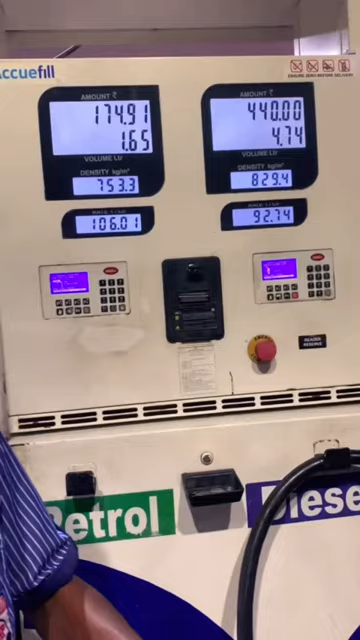 Accuefill
ENSURE ZERO BEFORE DELIVERY
AMOUNT ₹
174.91
1.65
VOLUME Ltr
DENSITY kg/m³
753.3
106.01
AMOUNT ₹
440.00
4.74
VOLUME Ltr
DENSITY kg/m³
829.4
92.74
Petrol
Diese